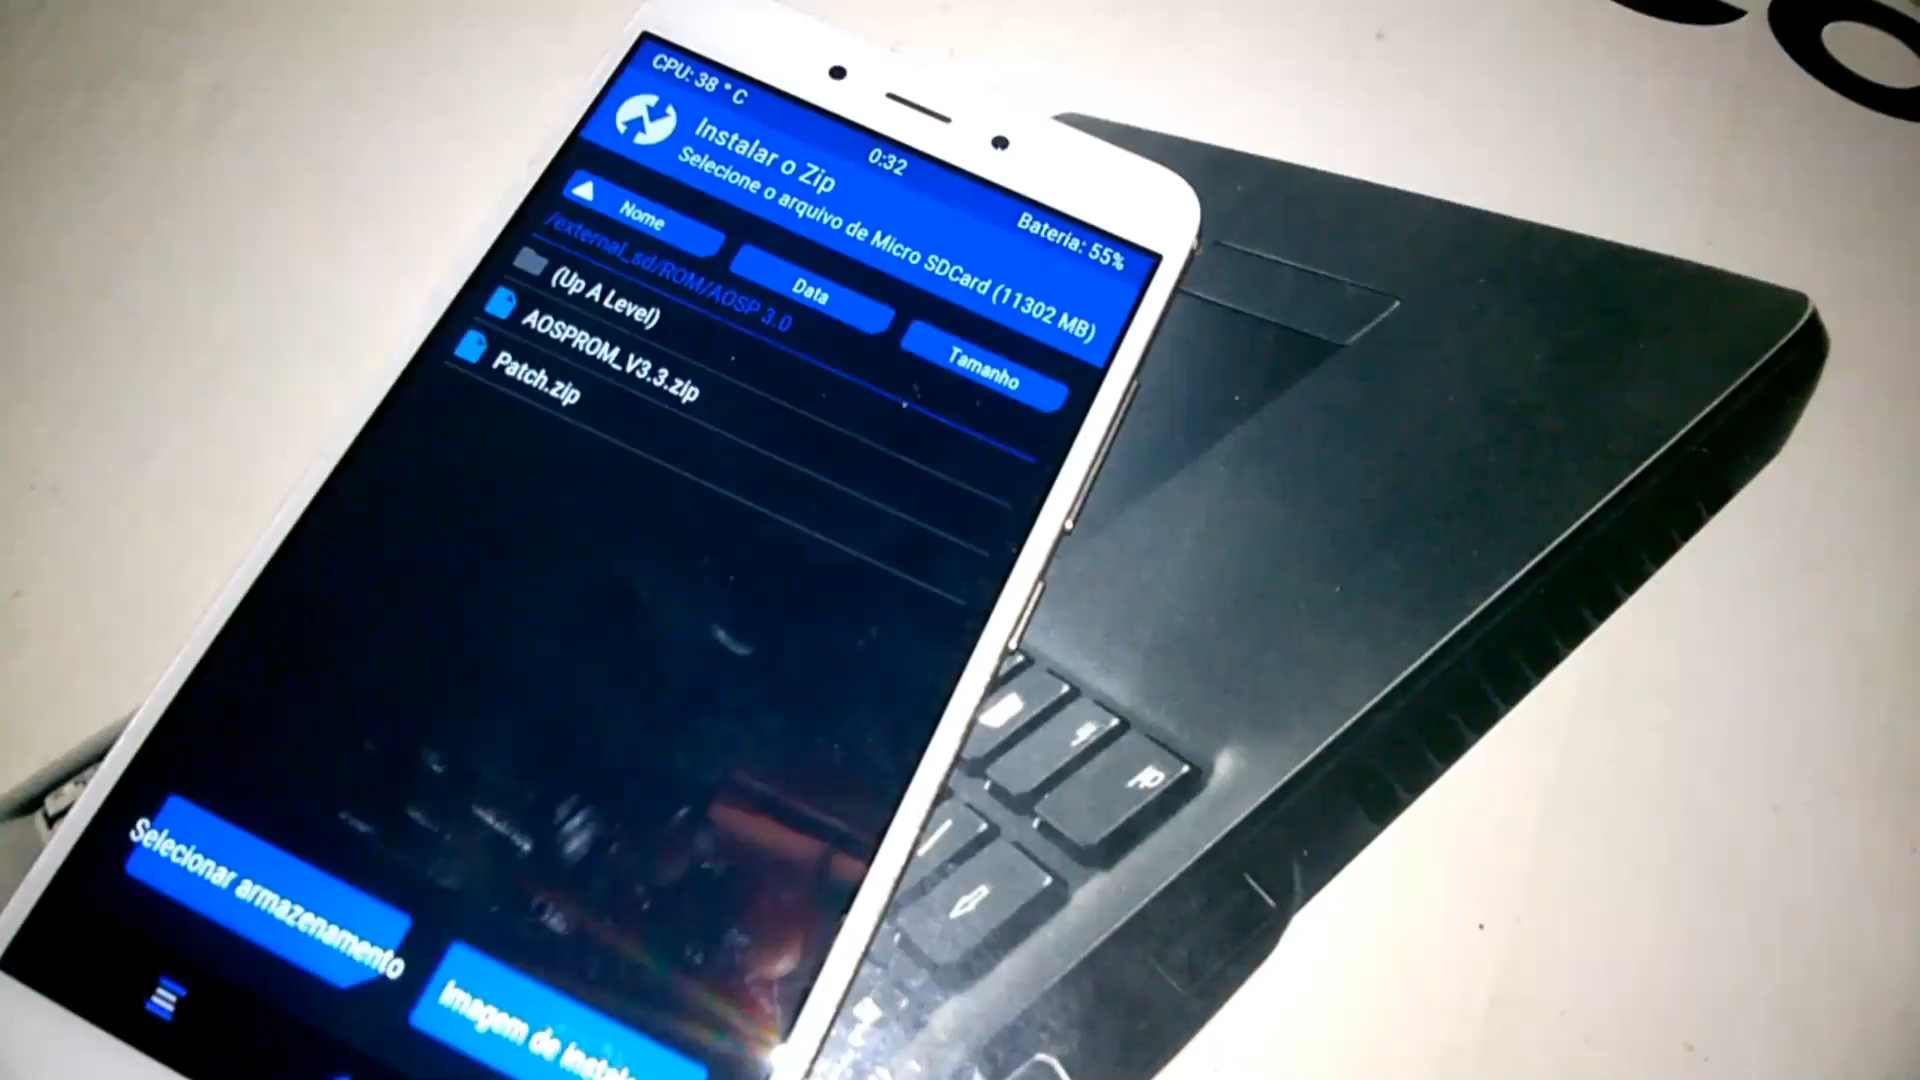 CPU: 38 ° C
0:32
Bateria: 55%
Instalar o Zip
Selecione o arquivo de Micro SDCard (11302 MB)
Nome
Data
Tamanho
/external_sd/ROM/AOSP 3.0
(Up A Level)
AOSPROM_V3.3.zip
Patch.zip
Selecionar armazenamento
Imagem de